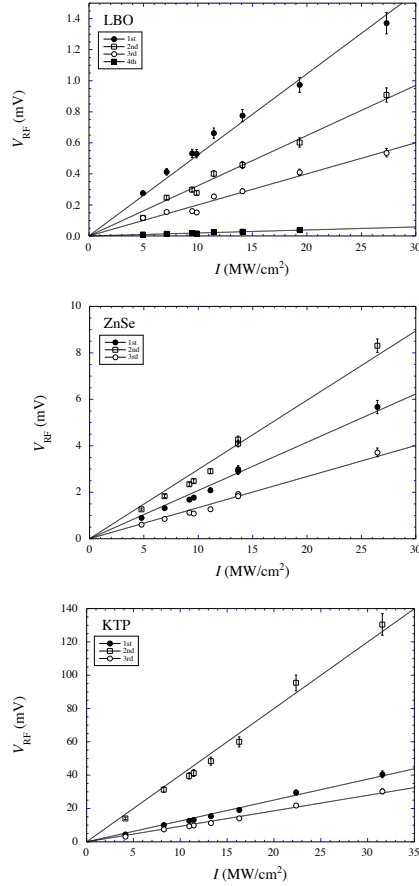 LBO
1st
2nd
3rd
4th
1.4
1.2
1.0
0.8
0.6
0.4
0.2
0.0
V_RF (mV)
0 5 10 15 20 25 30
I (MW/cm²)
ZnSe
1st
2nd
3rd
8
6
4
2
0
V_RF (mV)
0 5 10 15 20 25 30
I (MW/cm²)
KTP
1st
2nd
3rd
140
120
100
80
60
40
20
0
V_RF (mV)
0 5 10 15 20 25 30 35
I (MW/cm²)